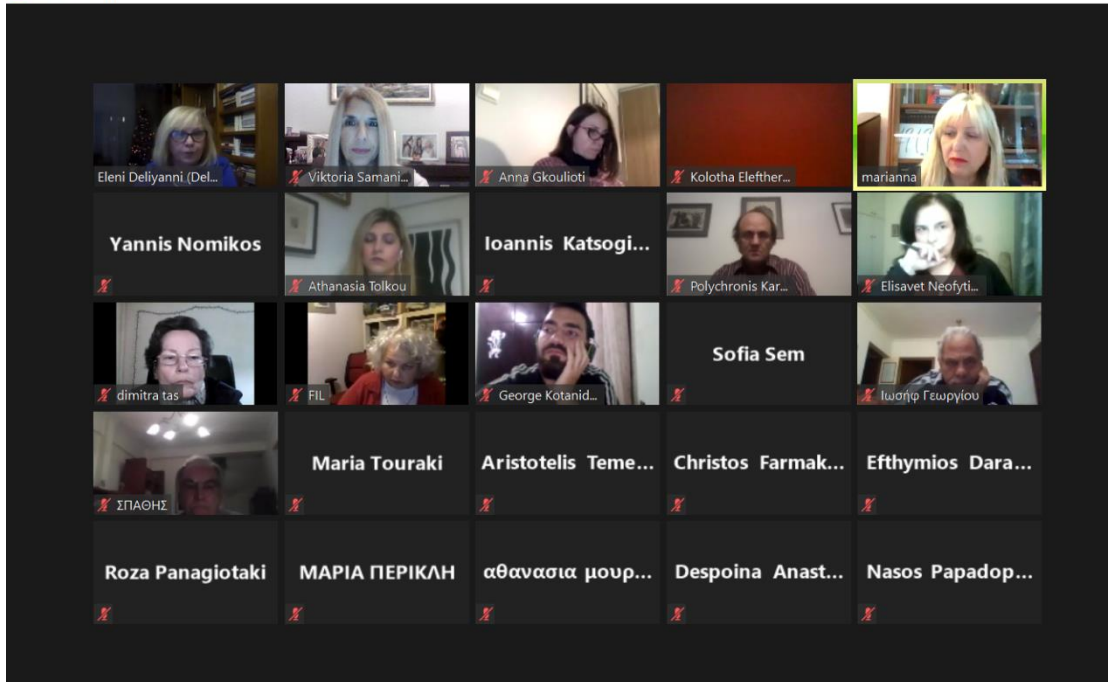 Eleni Deliyanni (Del...
Viktoria Samani...
Anna Gkoulioti
Kolotha Elefther...
marianna
Yannis Nomikos
Athanasia Tolkou
Ioannis Katsogi...
Polychronis Kar...
Elisavet Neofyti...
dimitra tas
FIL
George Kotanid...
Sofia Sem
Ιωσήφ Γεωργίου
ΣΠΑΘΗΣ
Maria Touraki
Aristotelis Teme...
Christos Farmak...
Efthymios Dara...
Roza Panagiotaki
ΜΑΡΙΑ ΠΕΡΙΚΛΗ
αθανασια μουρ...
Despoina Anast...
Nasos Papadop...